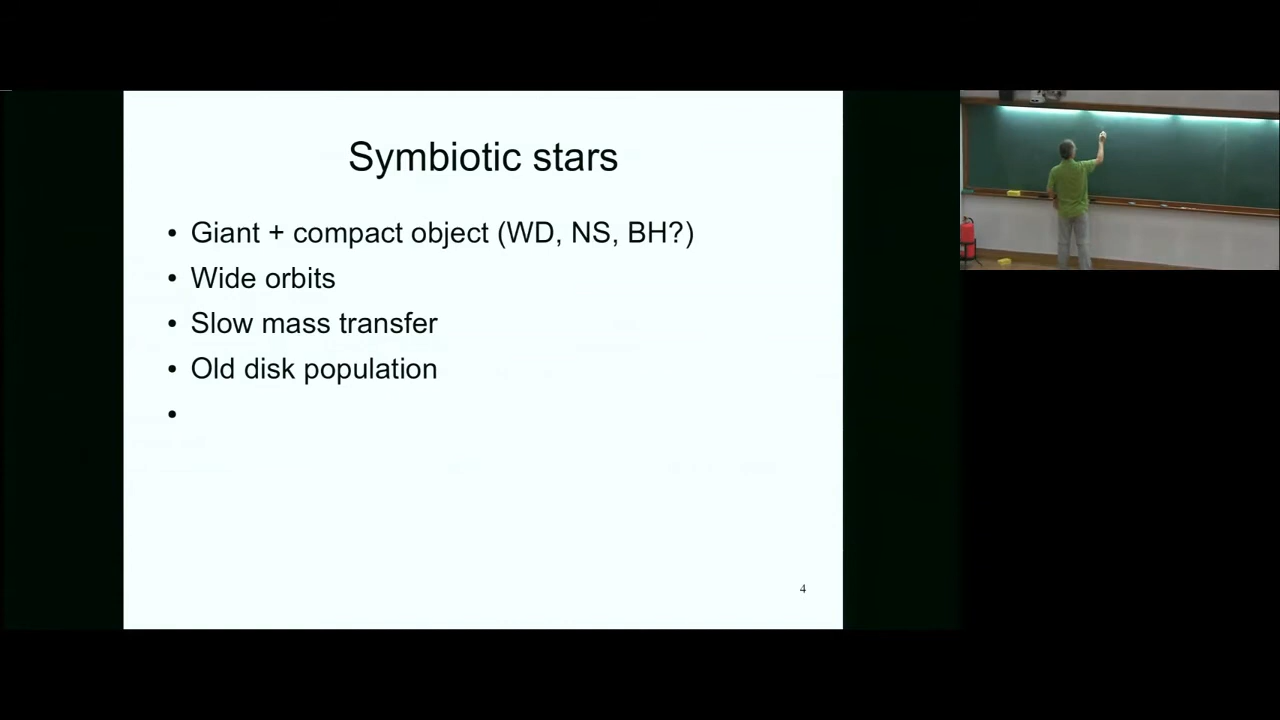 Symbiotic stars
• Giant + compact object (WD, NS, BH?)
• Wide orbits
• Slow mass transfer
• Old disk population
•
4